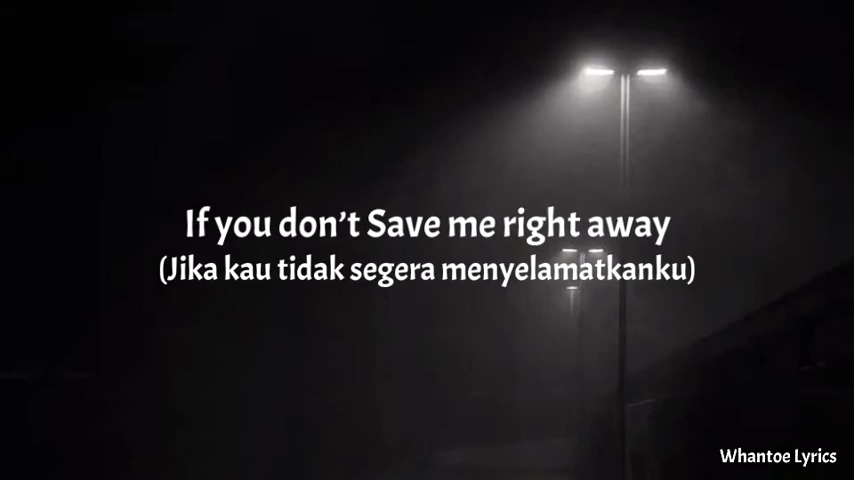 If you don't Save me right away
(Jika kau tidak segera menyelamatkanku)
Whantoe Lyrics